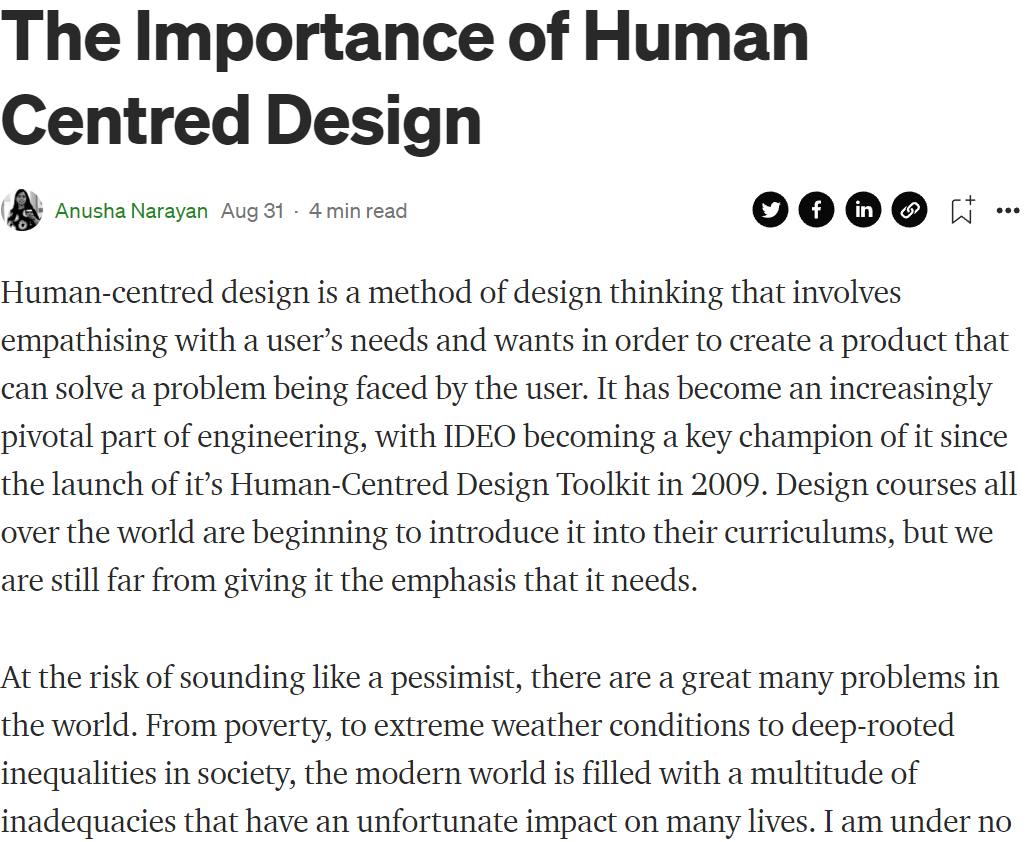 The Importance of Human
Centred Design
Anusha Narayan Aug 31 · 4 min read
Human-centred design is a method of design thinking that involves
empathising with a user’s needs and wants in order to create a product that
can solve a problem being faced by the user. It has become an increasingly
pivotal part of engineering, with IDEO becoming a key champion of it since
the launch of it’s Human-Centred Design Toolkit in 2009. Design courses all
over the world are beginning to introduce it into their curriculums, but we
are still far from giving it the emphasis that it needs.
At the risk of sounding like a pessimist, there are a great many problems in
the world. From poverty, to extreme weather conditions to deep-rooted
inequalities in society, the modern world is filled with a multitude of
inadequacies that have an unfortunate impact on many lives. I am under no